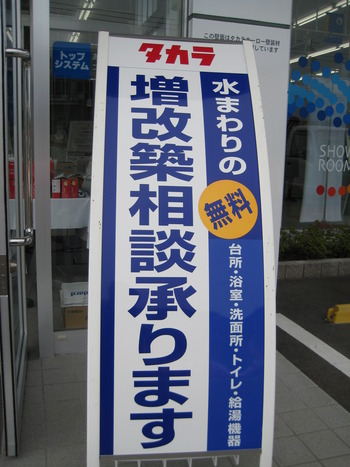 タカラ
水まわりの
無料
台所・浴室・洗面所・トイレ・給湯機器
増改築相談承ります
トップ
システム
SHOW
ROOM